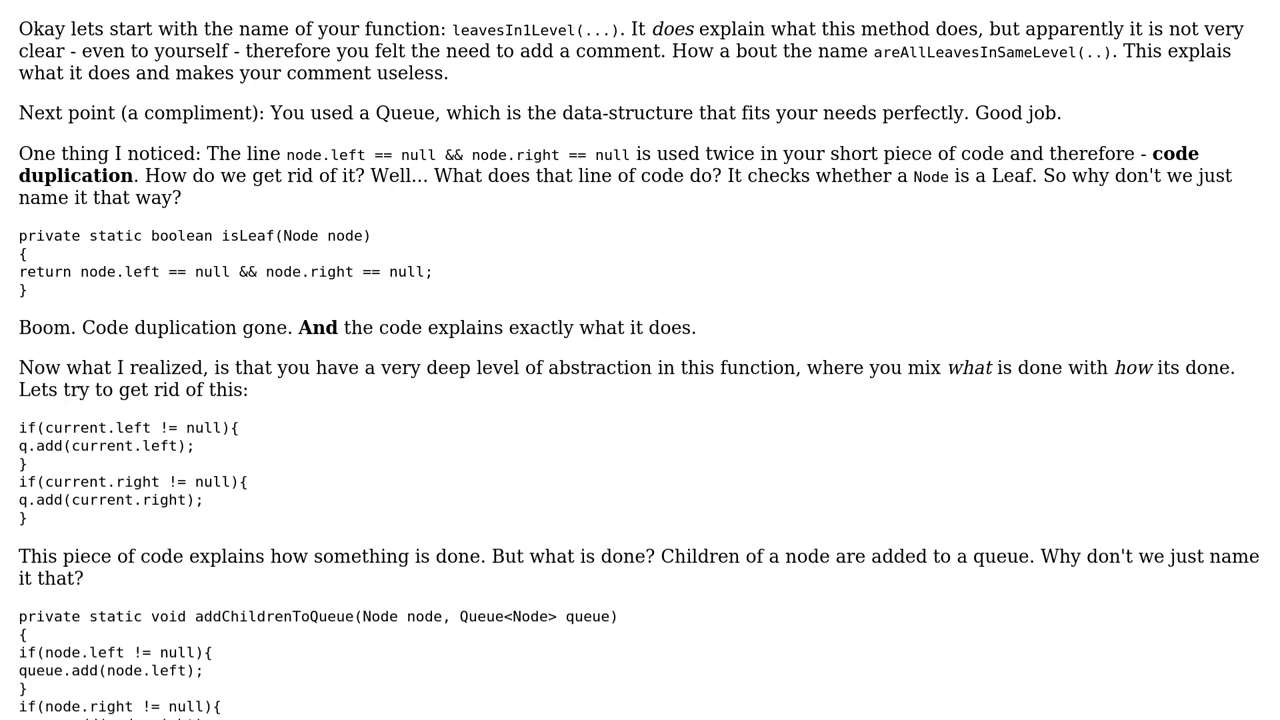 Okay lets start with the name of your function: leavesIn1Level(...). It does explain what this method does, but apparently it is not very
clear - even to yourself - therefore you felt the need to add a comment. How a bout the name areAllLeavesInSameLevel(..). This explais
what it does and makes your comment useless.
Next point (a compliment): You used a Queue, which is the data-structure that fits your needs perfectly. Good job.
One thing I noticed: The line node.left == null && node.right == null is used twice in your short piece of code and therefore - code
duplication. How do we get rid of it? Well... What does that line of code do? It checks whether a Node is a Leaf. So why don't we just
name it that way?
private static boolean isLeaf(Node node)
{
return node.left == null && node.right == null;
}
Boom. Code duplication gone. And the code explains exactly what it does.
Now what I realized, is that you have a very deep level of abstraction in this function, where you mix what is done with how its done.
Lets try to get rid of this:
if(current.left != null){
q.add(current.left);
}
if(current.right != null){
q.add(current.right);
}
This piece of code explains how something is done. But what is done? Children of a node are added to a queue. Why don't we just name
it that?
private static void addChildrenToQueue(Node node, Queue<Node> queue)
{
if(node.left != null){
queue.add(node.left);
}
if(node.right != null){